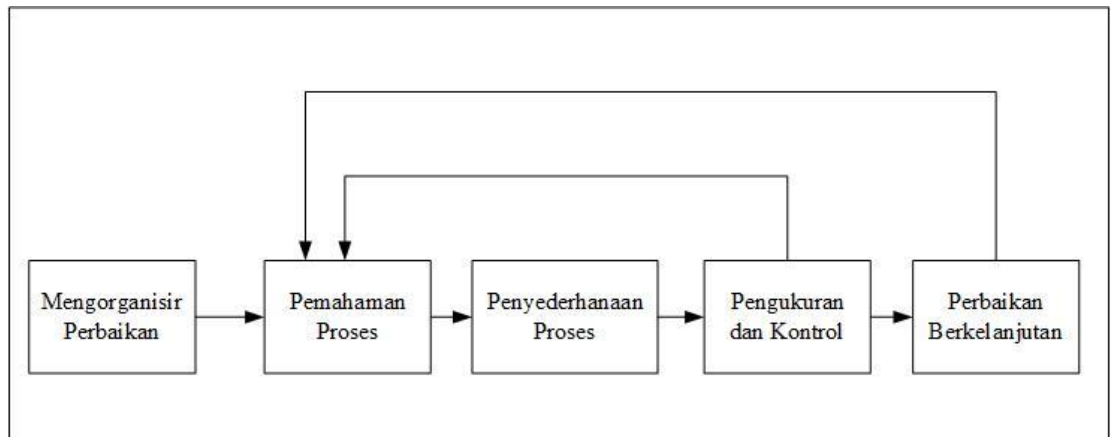 Mengorganisir
Perbaikan
Pemahaman
Proses
Penyederhanaan
Proses
Pengukuran
dan Kontrol
Perbaikan
Berkelanjutan